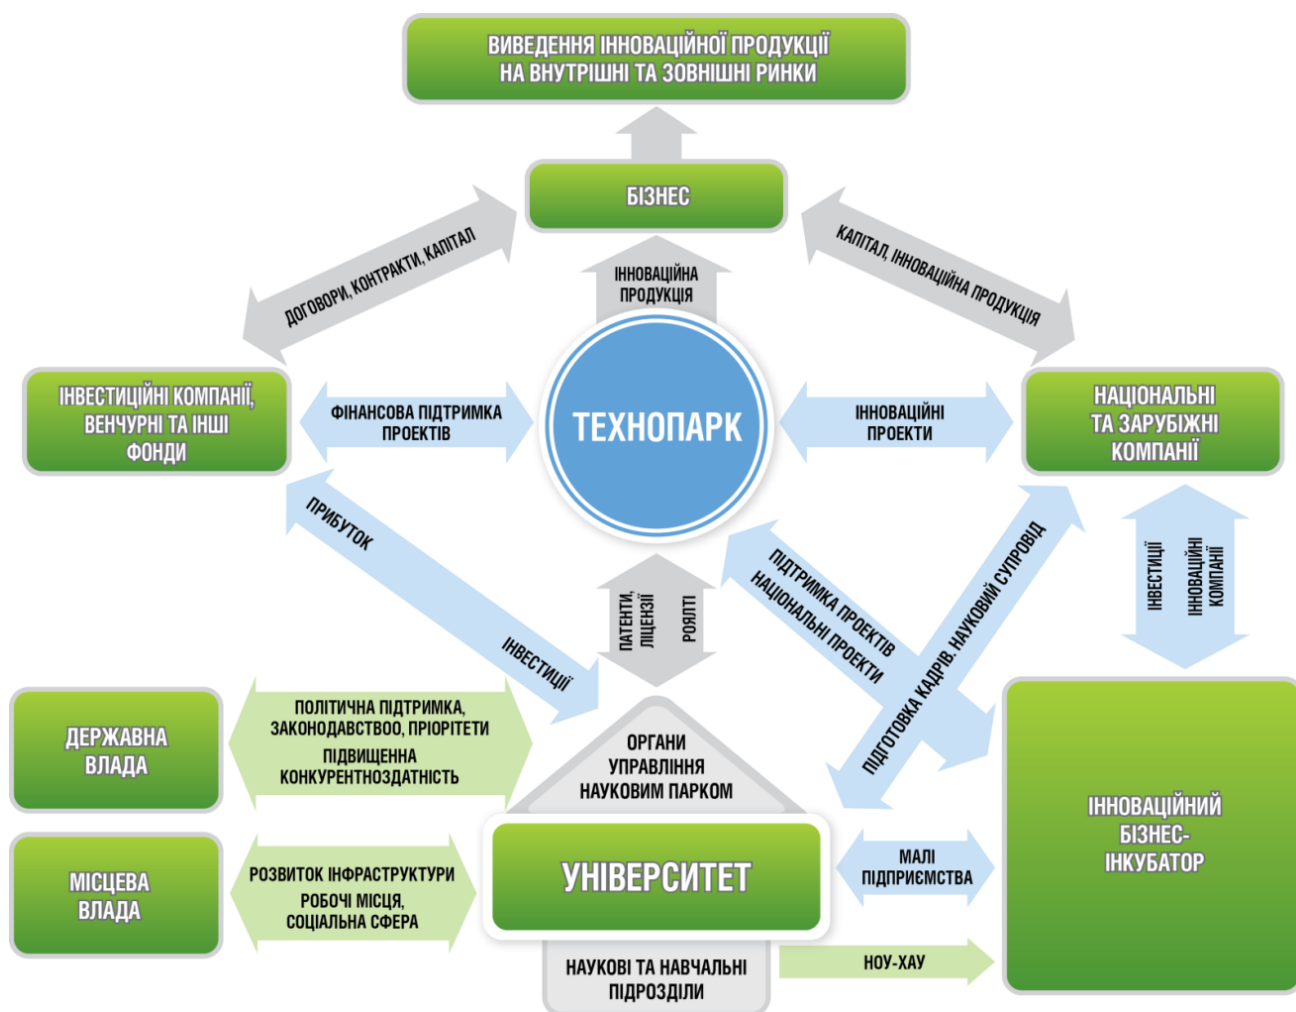 ВИВЕДЕННЯ ІННОВАЦІЙНОЇ ПРОДУКЦІЇ
НА ВНУТРІШНІ ТА ЗОВНІШНІ РИНКИ
БІЗНЕС
ДОГОВОРИ, КОНТРАКТИ, КАПІТАЛ
КАПІТАЛ, ІННОВАЦІЙНА ПРОДУКЦІЯ
ІННОВАЦІЙНА
ПРОДУКЦІЯ
ІНВЕСТИЦІЙНІ КОМПАНІЇ,
ВЕНЧУРНІ ТА ІНШІ
ФОНДИ
ФІНАНСОВА ПІДТРИМКА
ПРОЕКТІВ
ТЕХНОПАРК
ІННОВАЦІЙНІ
ПРОЕКТИ
НАЦІОНАЛЬНІ
ТА ЗАРУБІЖНІ
КОМПАНІЇ
ПРИБУТОК
ІНВЕСТИЦІЇ
ПАТЕНТИ,
ЛІЦЕНЗІЇ
РОЯЛТІ
ПІДТРИМКА ПРОЕКТІВ
НАЦІОНАЛЬНІ ПРОЕКТИ
ПІДГОТОВКА КАДРІВ. НАУКОВИЙ СУПРОВІД
ІНВЕСТИЦІЇ
ІННОВАЦІЙНІ
КОМПАНІЇ
ДЕРЖАВНА
ВЛАДА
ПОЛІТИЧНА ПІДТРИМКА,
ЗАКОНОДАВСТВОО, ПРІОРІТЕТИ
ПІДВИЩЕННА
КОНКУРЕНТНОЗДАТНІСТЬ
ОРГАНИ
УПРАВЛІННЯ
НАУКОВИМ ПАРКОМ
МІСЦЕВА
ВЛАДА
РОЗВИТОК ІНФРАСТРУКТУРИ
РОБОЧІ МІСЦЯ,
СОЦІАЛЬНА СФЕРА
УНІВЕРСИТЕТ
МАЛІ
ПІДПРИЄМСТВА
ІННОВАЦІЙНИЙ
БІЗНЕС-
ІНКУБАТОР
НАУКОВІ ТА НАВЧАЛЬНІ
ПІДРОЗДІЛИ
НОУ-ХАУ